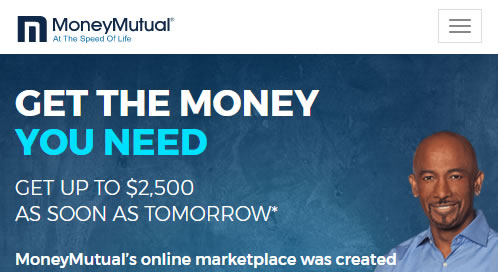 MoneyMutual®
At The Speed Of Life
GET THE MONEY
YOU NEED
GET UP TO $2,500
AS SOON AS TOMORROW*
MoneyMutual's online marketplace was created